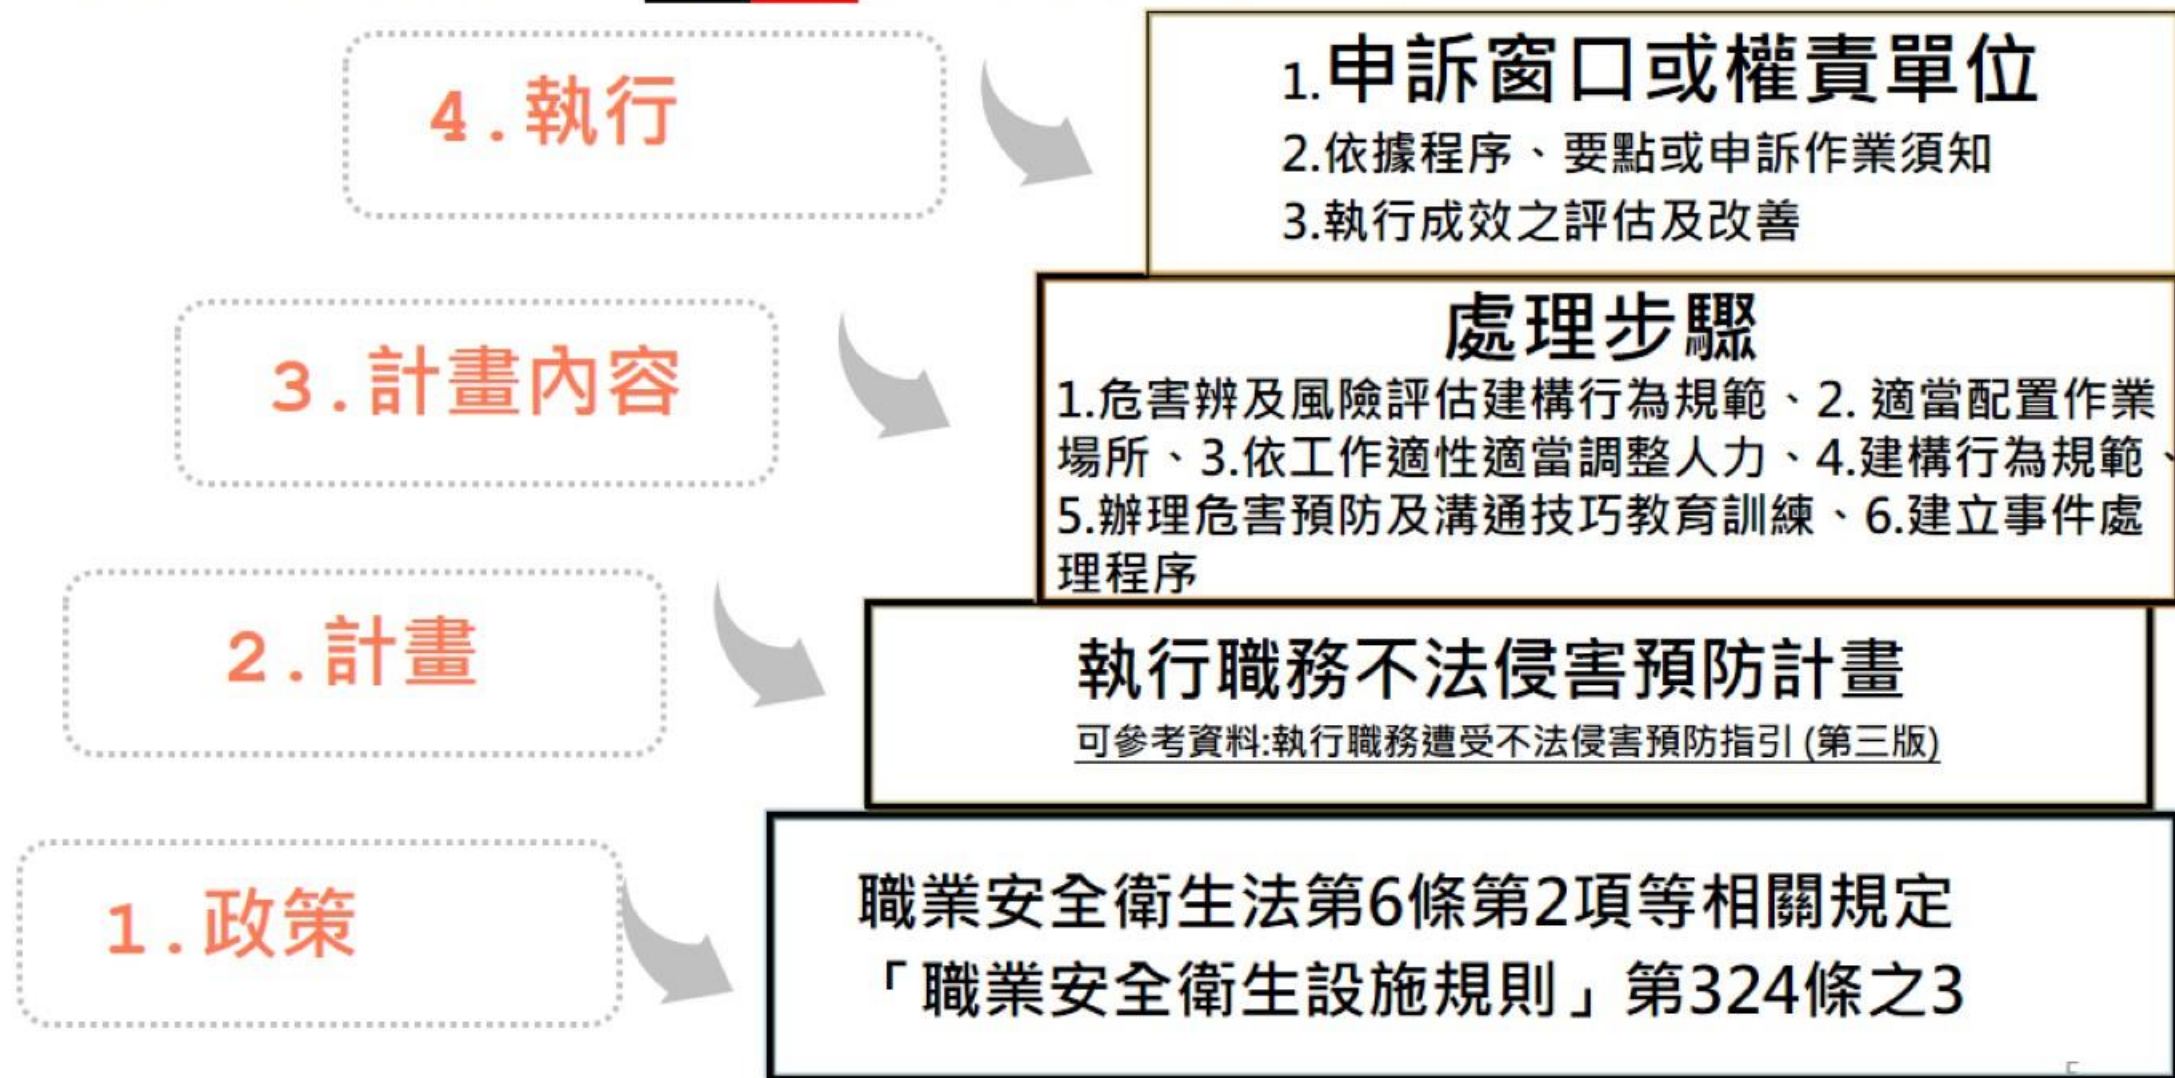 4.執行
1.申訴窗口或權責單位
2.依據程序、要點或申訴作業須知
3.執行成效之評估及改善
3.計畫內容
處理步驟
1.危害辨及風險評估建構行為規範、2. 適當配置作業
場所、3.依工作適性適當調整人力、4.建構行為規範、
5.辦理危害預防及溝通技巧教育訓練、6.建立事件處
理程序
2.計畫
執行職務不法侵害預防計畫
可參考資料:執行職務遭受不法侵害預防指引 (第三版)
1.政策
職業安全衛生法第6條第2項等相關規定
「職業安全衛生設施規則」第324條之3